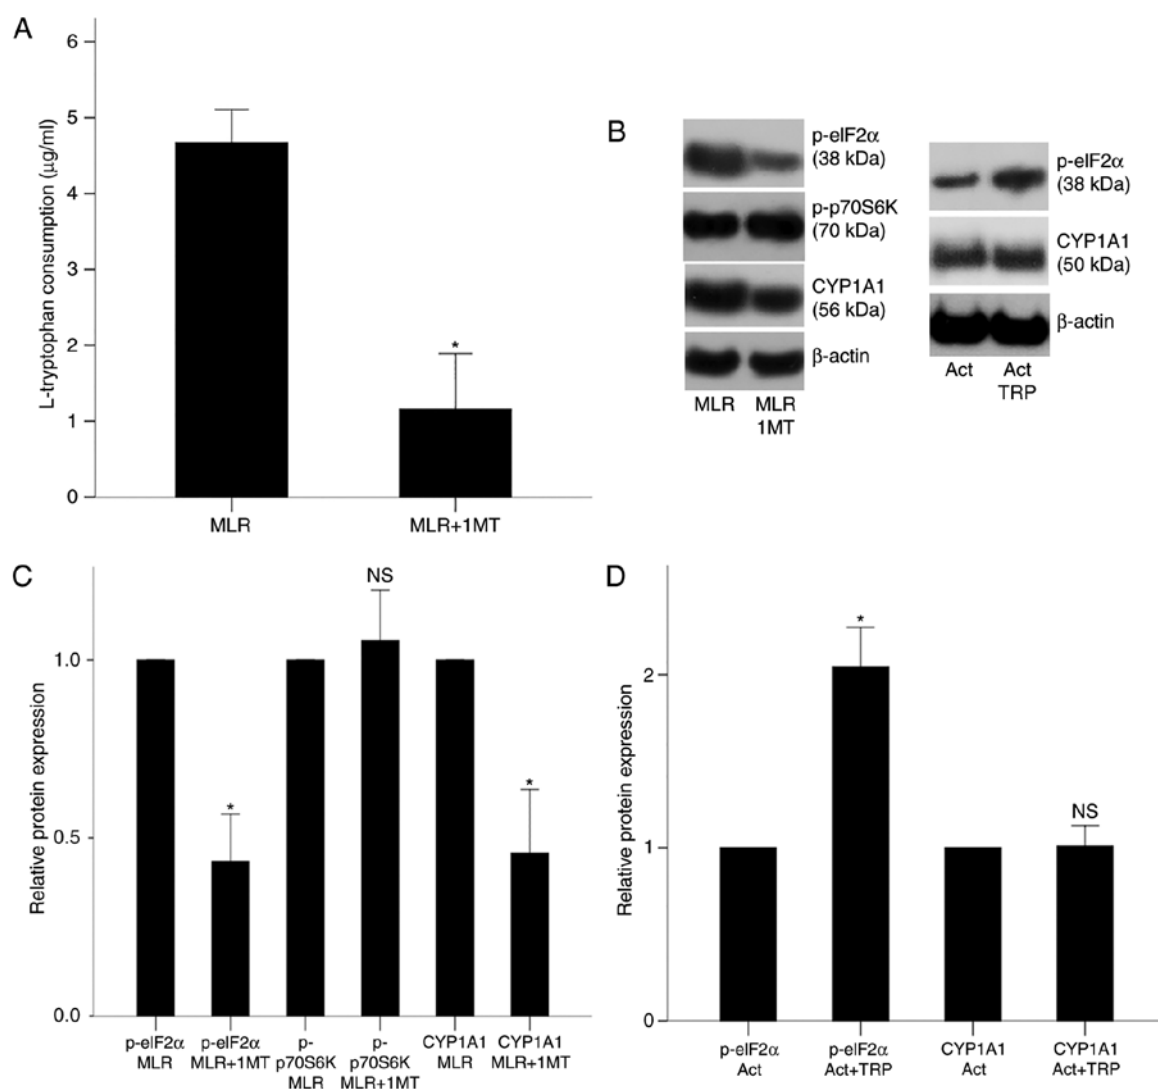 A
6
5
4
3
2
1
0
L-tryptophan consumption (μg/ml)
*
MLR
MLR+1MT
B
p-eIF2α
(38 kDa)
p-p70S6K
(70 kDa)
CYP1A1
(56 kDa)
β-actin
MLR
MLR
1MT
p-eIF2α
(38 kDa)
CYP1A1
(50 kDa)
β-actin
Act
Act
TRP
C
1.0
0.5
0.0
Relative protein expression
*
NS
*
p-eIF2α
MLR
p-eIF2α
MLR+1MT
p-
p70S6K
MLR
p-
p70S6K
MLR+1MT
CYP1A1
MLR
CYP1A1
MLR+1MT
D
2
1
0
Relative protein expression
*
NS
p-eIF2α
Act
p-eIF2α
Act+TRP
CYP1A1
Act
CYP1A1
Act+TRP